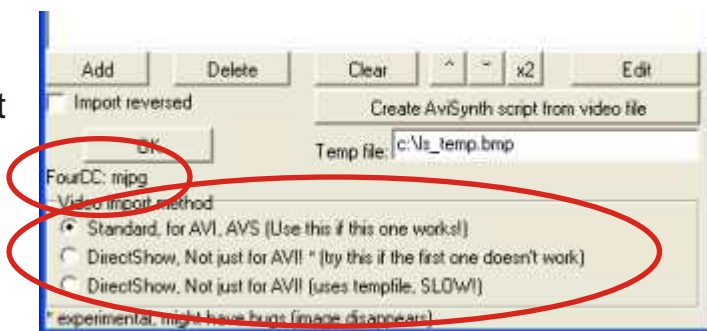 Add Delete Clear ^ ~ x2 Edit
t Import reversed Create AviSynth script from video file
OK Temp file: c:\ls_temp.bmp
FourCC: mjpg
Video import method
Standard, for AVI, AVS (Use this if this one works!)
DirectShow, Not just for AVI! * (try this if the first one doesn't work)
DirectShow, Not just for AVI! (uses tempfile, SLOW!)
* experimental, might have bugs (image disappears)